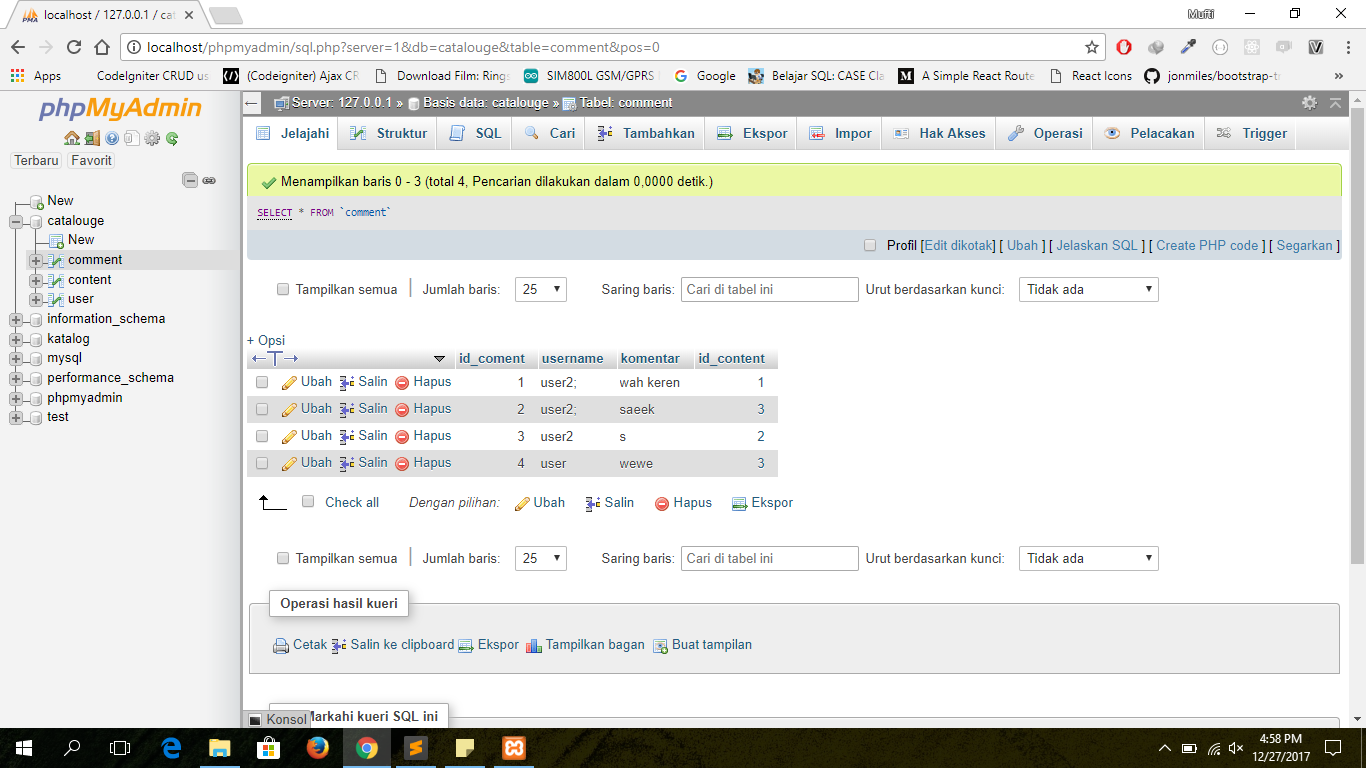 localhost / 127.0.0.1 / cat
Mufti
localhost/phpmyadmin/sql.php?server=1&db=catalouge&table=comment&pos=0
Apps CodeIgniter CRUD us (Codeigniter) Ajax CR Download Film: Rings SIM800L GSM/GPRS Google Belajar SQL: CASE Cla A Simple React Route React Icons jonmiles/bootstrap-tr »
phpMyAdmin
Terbaru Favorit
New
catalouge
New
comment
content
user
information_schema
katalog
mysql
performance_schema
phpmyadmin
test
Server: 127.0.0.1 » Basis data: catalouge » Tabel: comment
Jelajahi Struktur SQL Cari Tambahkan Ekspor Impor Hak Akses Operasi Pelacakan Trigger
Menampilkan baris 0 - 3 (total 4, Pencarian dilakukan dalam 0,0000 detik.)
SELECT * FROM `comment`
Profil [Edit dikotak] [ Ubah ] [ Jelaskan SQL ] [ Create PHP code ] [ Segarkan ]
Tampilkan semua Jumlah baris: 25 Saring baris: Cari di tabel ini Urut berdasarkan kunci: Tidak ada
+ Opsi
id_coment username komentar id_content
Ubah Salin Hapus 1 user2; wah keren 1
Ubah Salin Hapus 2 user2; saeek 3
Ubah Salin Hapus 3 user2 s 2
Ubah Salin Hapus 4 user wewe 3
Check all Dengan pilihan: Ubah Salin Hapus Ekspor
Tampilkan semua Jumlah baris: 25 Saring baris: Cari di tabel ini Urut berdasarkan kunci: Tidak ada
Operasi hasil kueri
Cetak Salin ke clipboard Ekspor Tampilkan bagan Buat tampilan
Konsol
Markahi kueri SQL ini
4:58 PM
12/27/2017